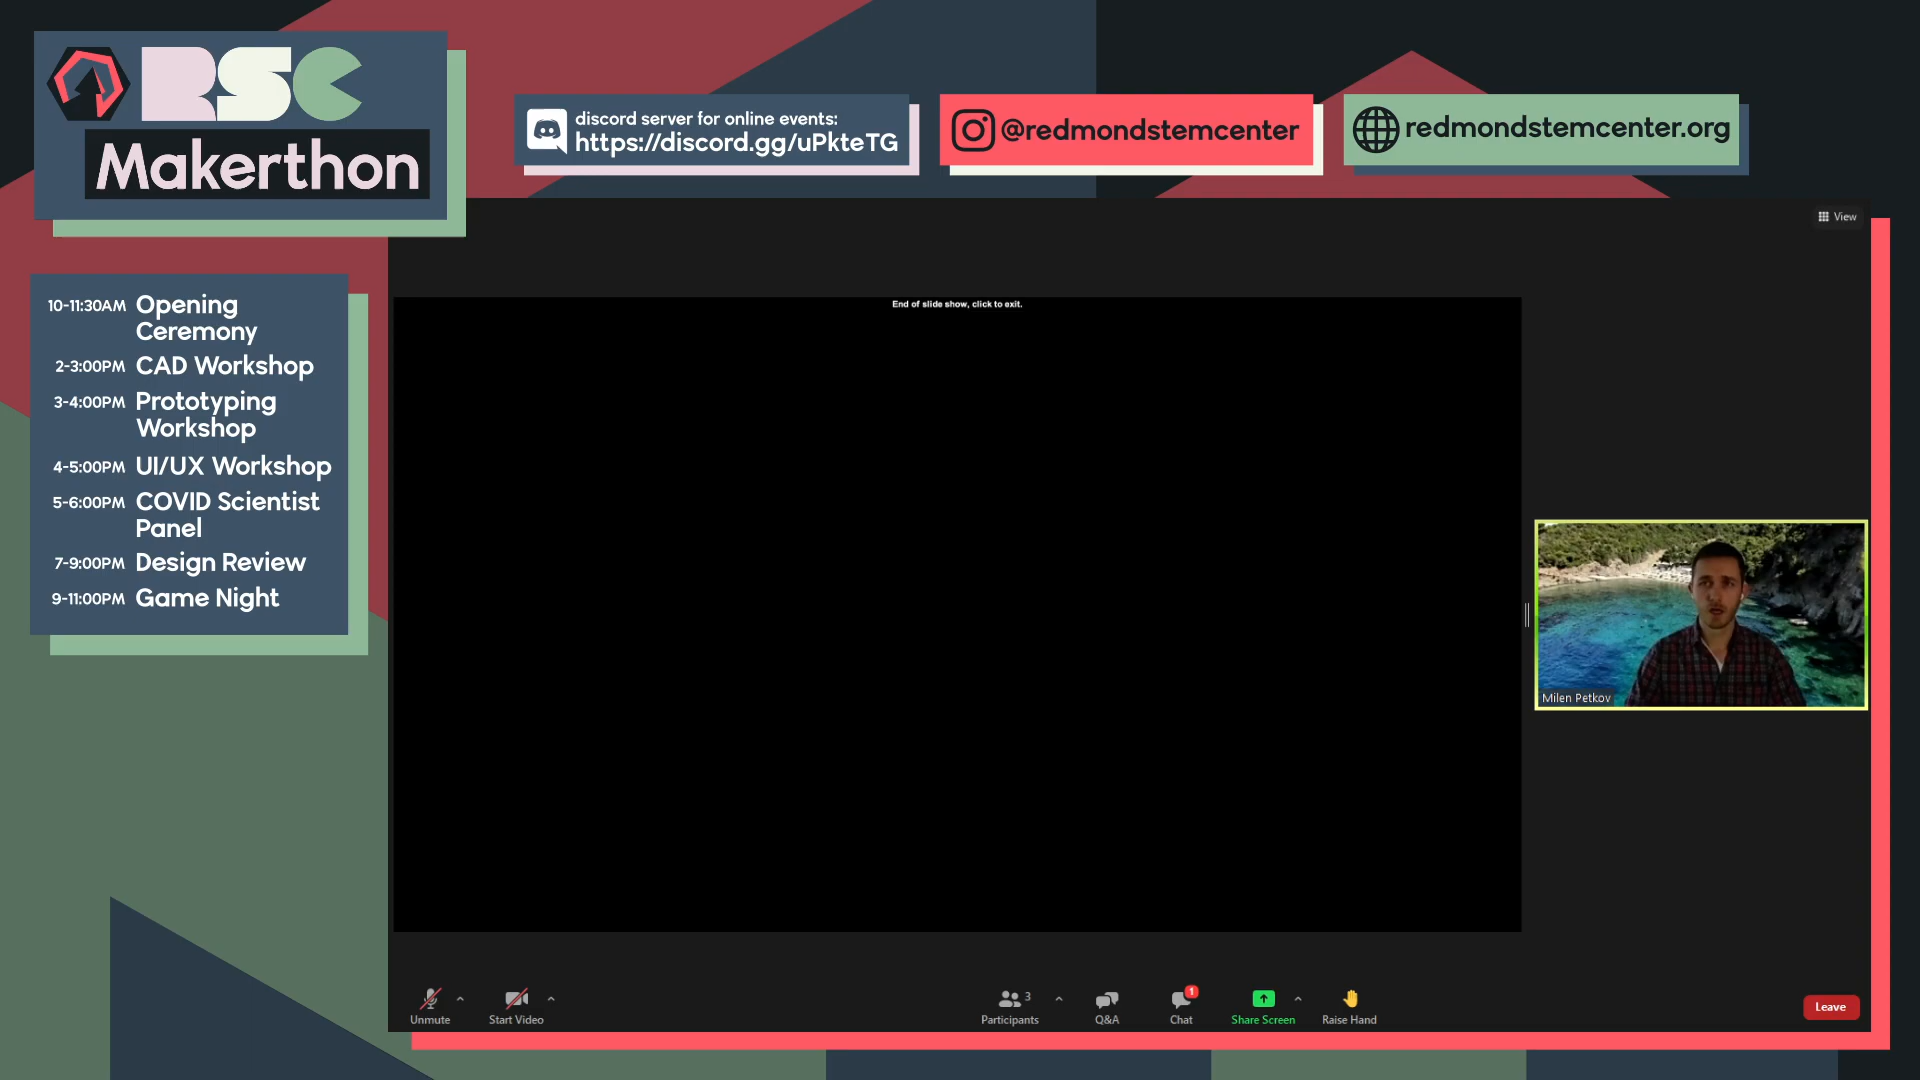 RSC
Makerthon
discord server for online events:
https://discord.gg/uPkteTG
@redmondstemcenter
redmondstemcenter.org
View
10-11:30AM Opening
Ceremony
2-3:00PM CAD Workshop
3-4:00PM Prototyping
Workshop
4-5:00PM UI/UX Workshop
5-6:00PM COVID Scientist
Panel
7-9:00PM Design Review
9-11:00PM Game Night
End of slide show, click to exit.
Milen Petkov
Unmute
Start Video
3
Participants
Q&A
1
Chat
Share Screen
Raise Hand
Leave